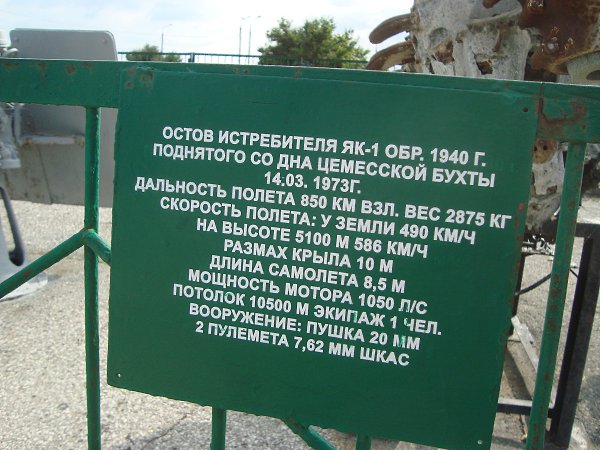 ОСТОВ ИСТРЕБИТЕЛЯ ЯК-1 ОБР. 1940 Г.
ПОДНЯТОГО СО ДНА ЦЕМЕССКОЙ БУХТЫ
14.03. 1973Г.
ДАЛЬНОСТЬ ПОЛЕТА 850 КМ ВЗЛ. ВЕС 2875 КГ
СКОРОСТЬ ПОЛЕТА: У ЗЕМЛИ 490 КМ/Ч
НА ВЫСОТЕ 5100 М 586 КМ/Ч
РАЗМАХ КРЫЛА 10 М
ДЛИНА САМОЛЕТА 8,5 М
МОЩНОСТЬ МОТОРА 1050 Л/С
ПОТОЛОК 10500 М ЭКИПАЖ 1 ЧЕЛ.
ВООРУЖЕНИЕ: ПУШКА 20 ММ
2 ПУЛЕМЕТА 7,62 ММ ШКАС